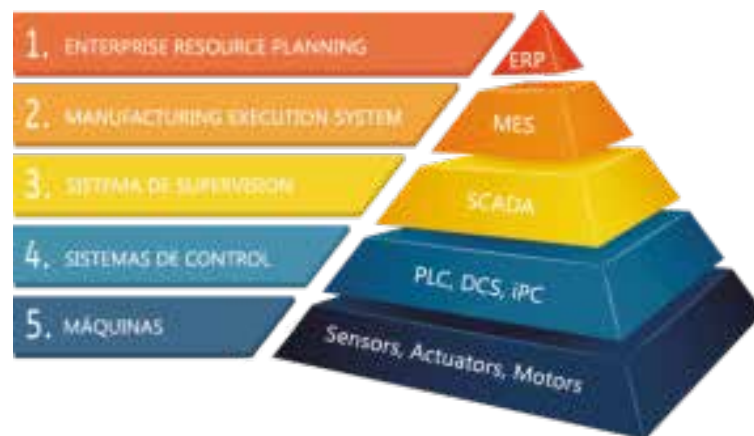 1. ENTERPRISE RESOURCE PLANNING
ERP
2. MANUFACTURING EXECUTION SYSTEM
MES
3. SISTEMA DE SUPERVISION
SCADA
4. SISTEMAS DE CONTROL
PLC, DCS, iPC
5. MÁQUINAS
Sensors, Actuators, Motors